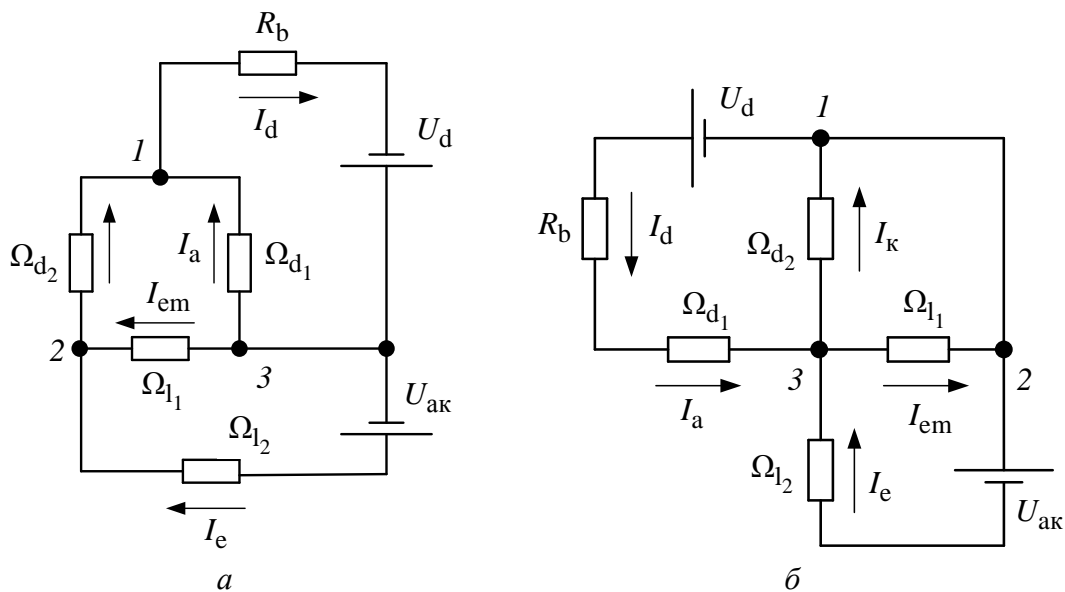 R_b
I_d
U_d
1
Ω_d₂
I_a
Ω_d₁
I_em
2
3
Ω_l₁
U_ак
Ω_l₂
I_e
а
U_d
1
R_b
I_d
Ω_d₂
I_к
Ω_d₁
Ω_l₁
3
2
I_a
I_em
Ω_l₂
I_e
U_ак
б